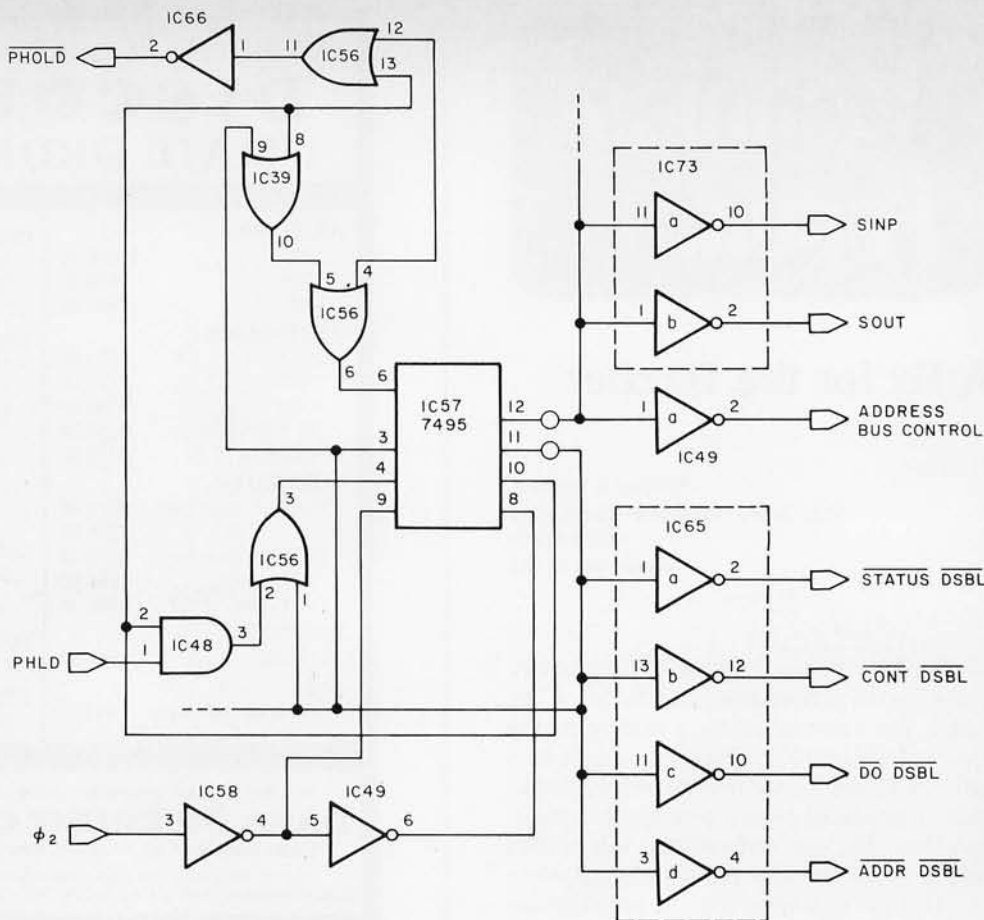 IC66
PHOLD
2
1
11
IC56
12
13
9
8
IC39
10
5
4
IC56
6
6
IC57
7495
3
4
9
12
11
10
8
3
IC56
2
1
2
1
IC48
3
PHLD
IC58
IC49
ϕ2
3
4
5
6
IC73
11
a
10
SINP
1
b
2
SOUT
1
a
2
ADDRESS
BUS CONTROL
IC49
IC65
1
a
2
STATUS DSBL
13
b
12
CONT DSBL
11
c
10
DO DSBL
3
d
4
ADDR DSBL